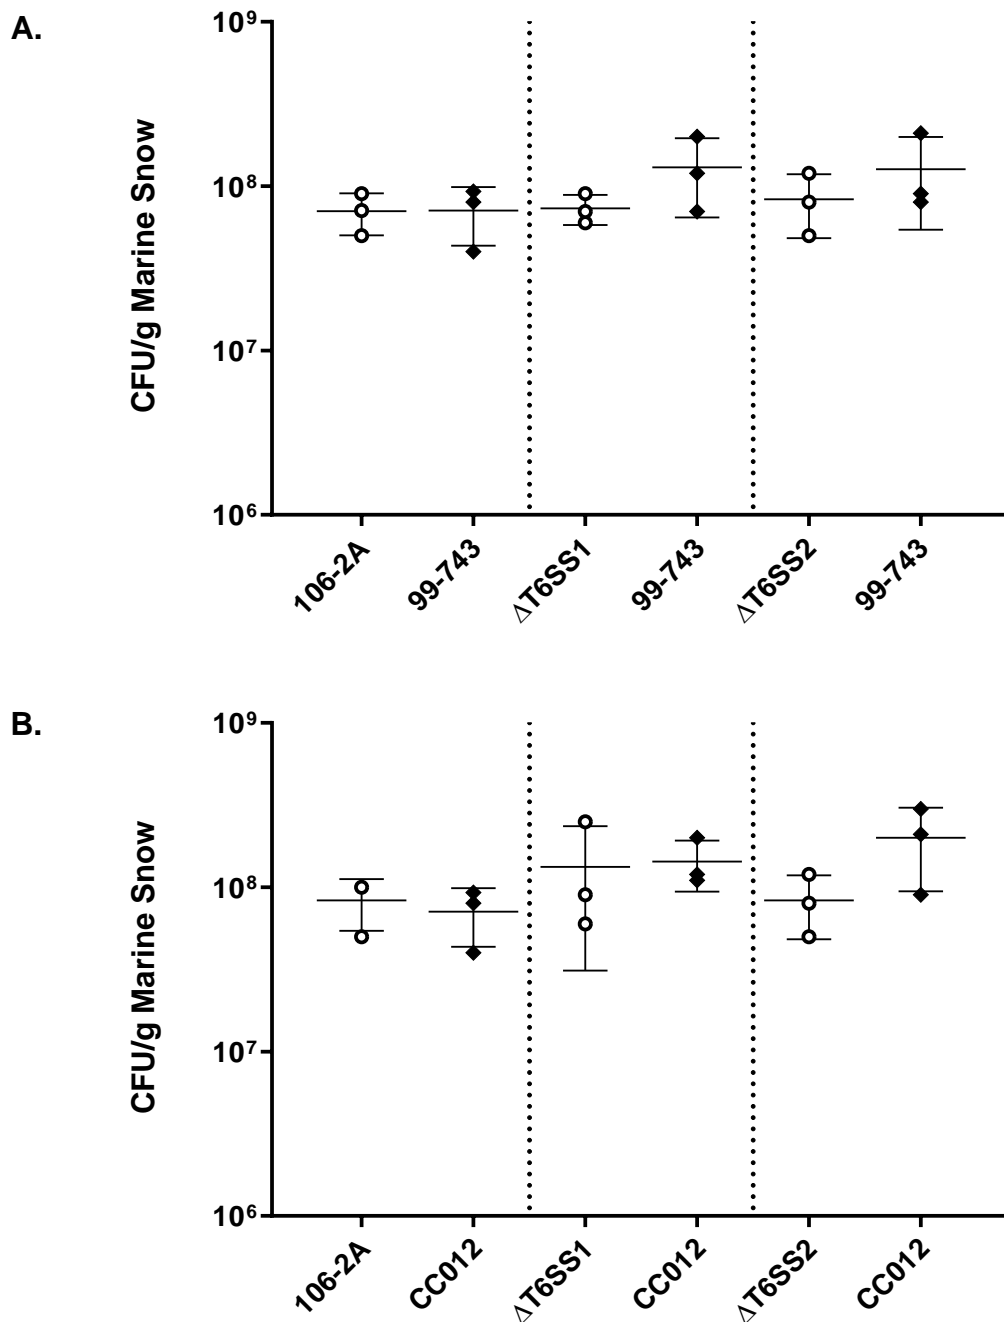 A.
CFU/g Marine Snow
10⁹
10⁸
10⁷
10⁶
106-2A
99-743
ΔT6SS1
99-743
ΔT6SS2
99-743
B.
CFU/g Marine Snow
10⁹
10⁸
10⁷
10⁶
106-2A
CC012
ΔT6SS1
CC012
ΔT6SS2
CC012